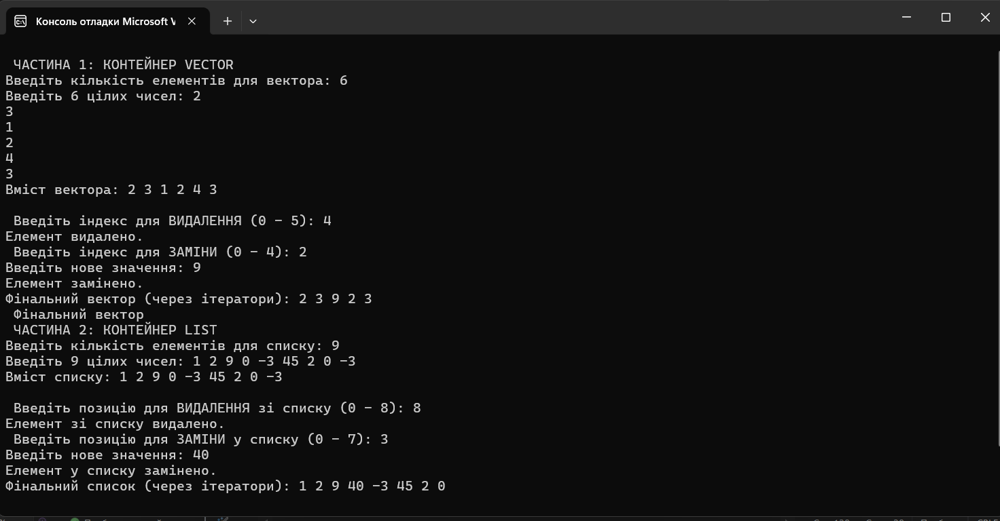 Консоль отладки Microsoft V
ЧАСТИНА 1: КОНТЕЙНЕР VECTOR
Введіть кількість елементів для вектора: 6
Введіть 6 цілих чисел: 2
3
1
2
4
3
Вміст вектора: 2 3 1 2 4 3
Введіть індекс для ВИДАЛЕННЯ (0 - 5): 4
Елемент видалено.
Введіть індекс для ЗАМІНИ (0 - 4): 2
Введіть нове значення: 9
Елемент замінено.
Фінальний вектор (через ітератори): 2 3 9 2 3
Фінальний вектор
ЧАСТИНА 2: КОНТЕЙНЕР LIST
Введіть кількість елементів для списку: 9
Введіть 9 цілих чисел: 1 2 9 0 -3 45 2 0 -3
Вміст списку: 1 2 9 0 -3 45 2 0 -3
Введіть позицію для ВИДАЛЕННЯ зі списку (0 - 8): 8
Елемент зі списку видалено.
Введіть позицію для ЗАМІНИ у списку (0 - 7): 3
Введіть нове значення: 40
Елемент у списку замінено.
Фінальний список (через ітератори): 1 2 9 40 -3 45 2 0